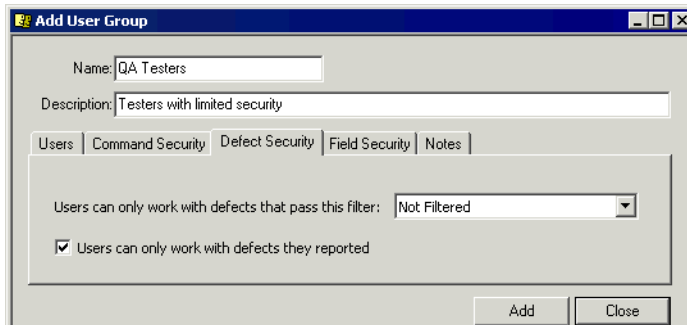 Add User Group
Name: QA Testers
Description: Testers with limited security
Users Command Security Defect Security Field Security Notes
Users can only work with defects that pass this filter: Not Filtered
Users can only work with defects they reported
Add Close